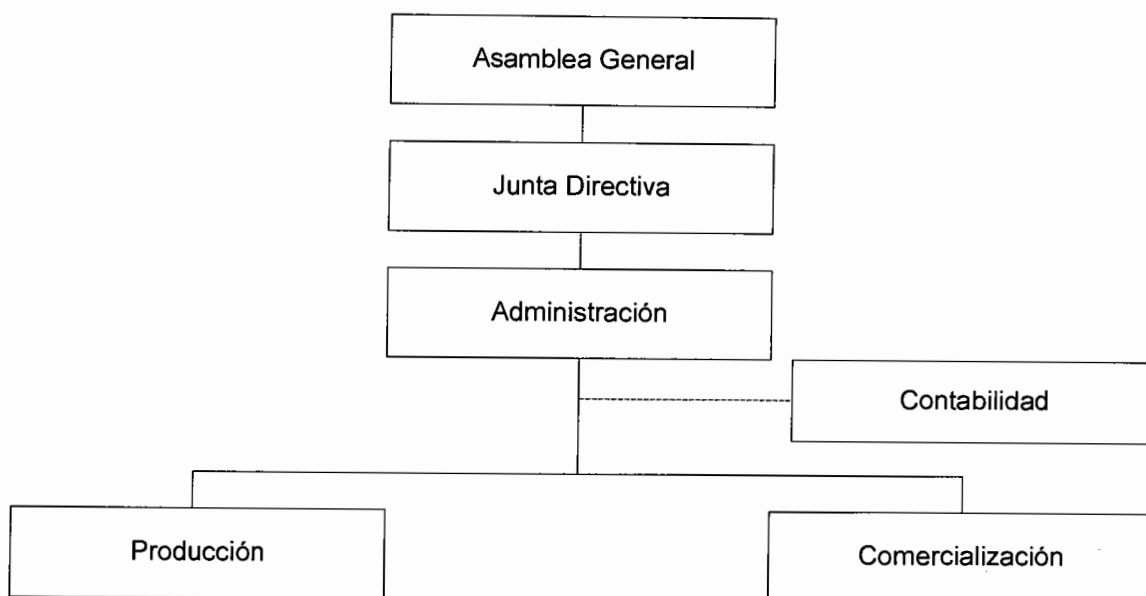 Asamblea General
Junta Directiva
Administración
Contabilidad
Producción
Comercialización